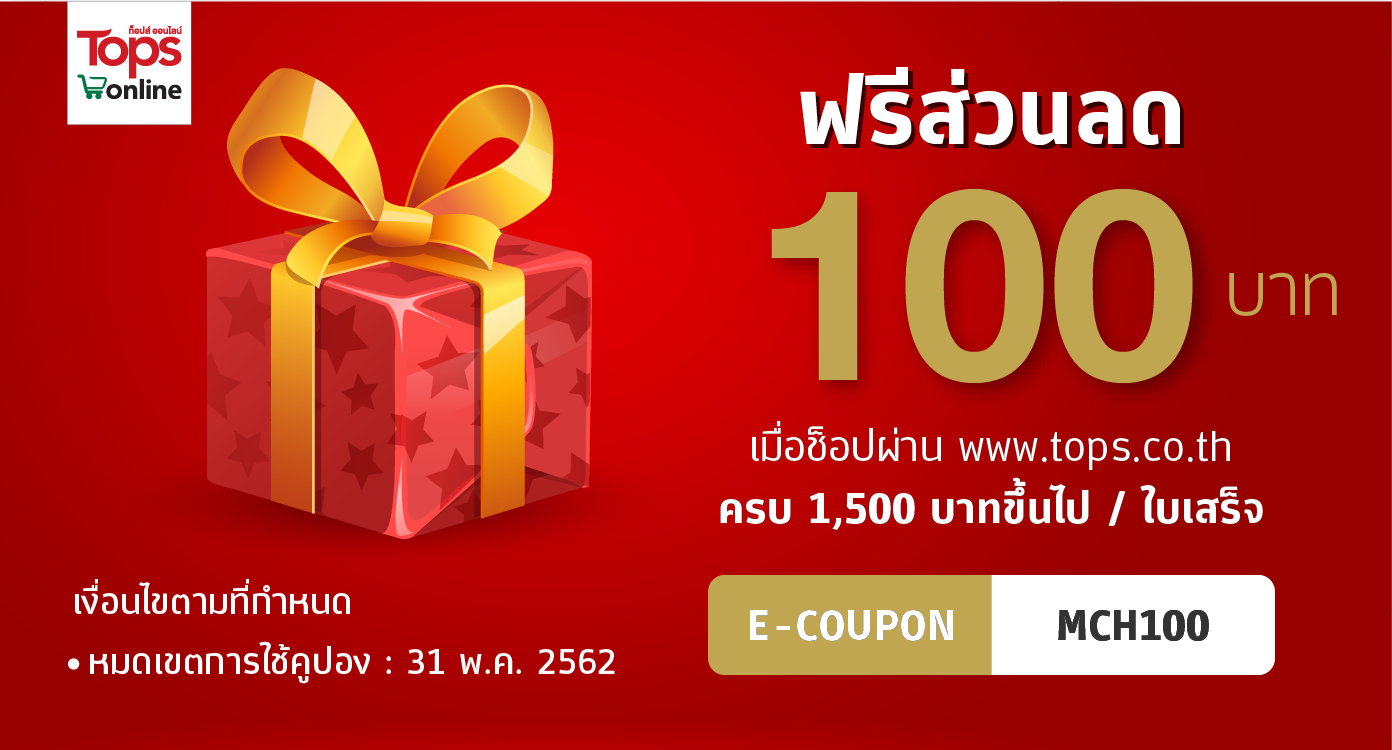 ท็อปส์ ออนไลน์
Tops
online
ฟรีส่วนลด
100 บาท
เมื่อช็อปผ่าน www.tops.co.th
ครบ 1,500 บาทขึ้นไป / ใบเสร็จ
E-COUPON MCH100
เงื่อนไขตามที่กำหนด
• หมดเขตการใช้คูปอง : 31 พ.ค. 2562